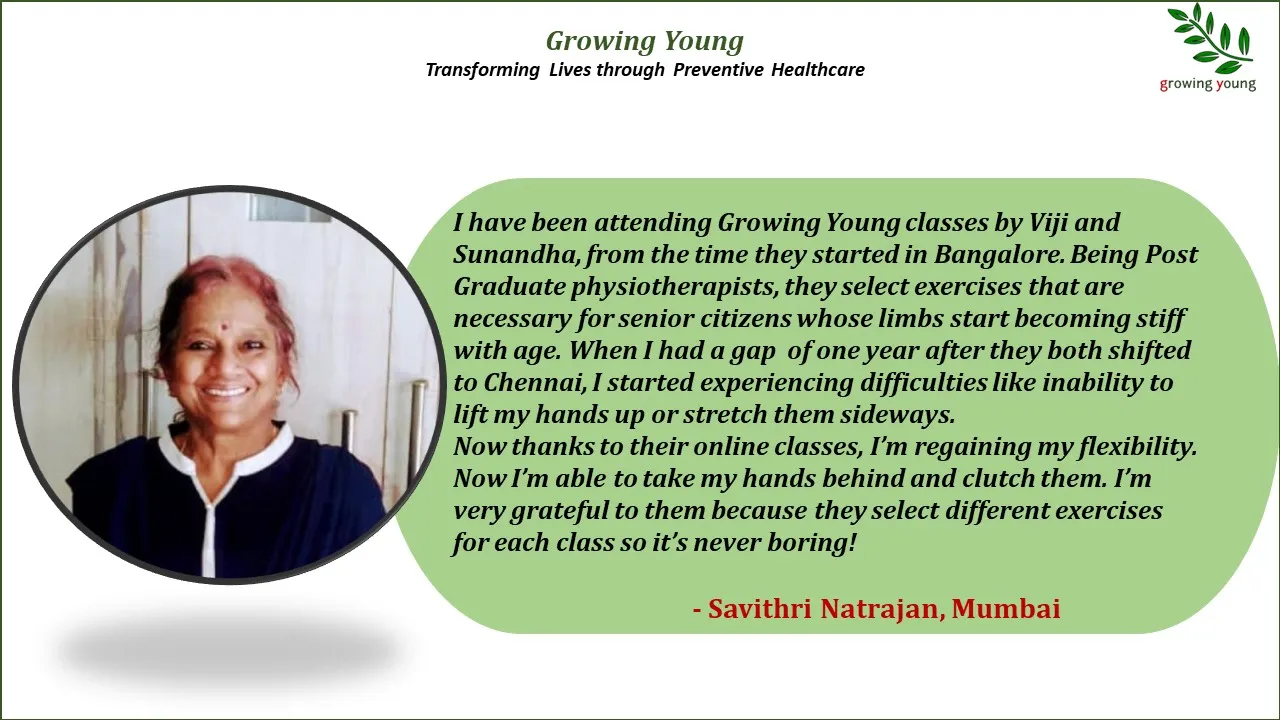 Growing Young
Transforming Lives through Preventive Healthcare
growing young
I have been attending Growing Young classes by Viji and
Sunandha, from the time they started in Bangalore. Being Post
Graduate physiotherapists, they select exercises that are
necessary for senior citizens whose limbs start becoming stiff
with age. When I had a gap of one year after they both shifted
to Chennai, I started experiencing difficulties like inability to
lift my hands up or stretch them sideways.
Now thanks to their online classes, I’m regaining my flexibility.
Now I’m able to take my hands behind and clutch them. I’m
very grateful to them because they select different exercises
for each class so it’s never boring!
- Savithri Natrajan, Mumbai